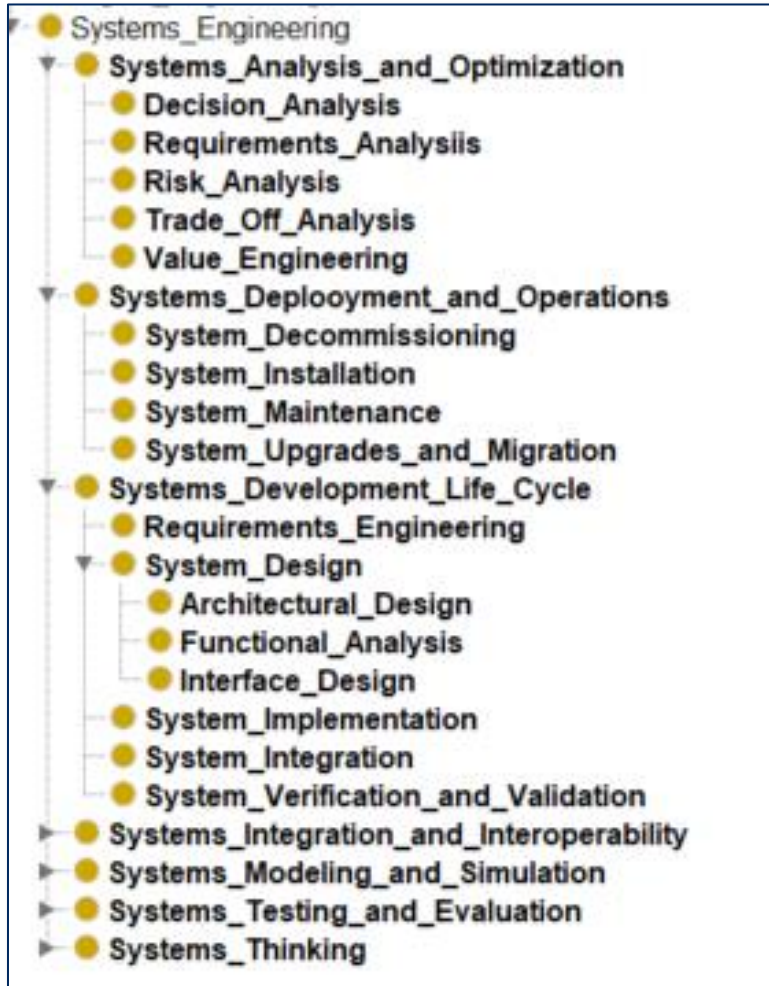 Systems_Engineering
Systems_Analysis_and_Optimization
Decision_Analysis
Requirements_Analysiis
Risk_Analysis
Trade_Off_Analysis
Value_Engineering
Systems_Deplooyment_and_Operations
System_Decommissioning
System_Installation
System_Maintenance
System_Upgrades_and_Migration
Systems_Development_Life_Cycle
Requirements_Engineering
System_Design
Architectural_Design
Functional_Analysis
Interface_Design
System_Implementation
System_Integration
System_Verification_and_Validation
Systems_Integration_and_Interoperability
Systems_Modeling_and_Simulation
Systems_Testing_and_Evaluation
Systems_Thinking